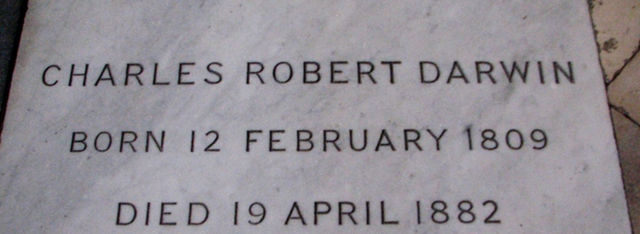 CHARLES ROBERT DARWIN
BORN 12 FEBRUARY 1809
DIED 19 APRIL 1882